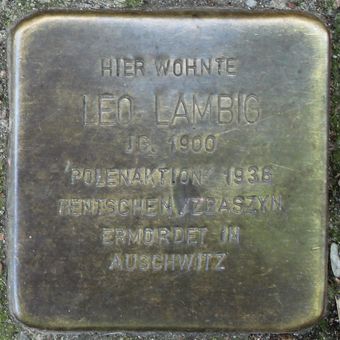 HIER WOHNTE
LEO LAMBIG
JG. 1900
'POLENAKTION' 1938
BENTSCHEN/ZBASZYN
ERMORDET IN
AUSCHWITZ